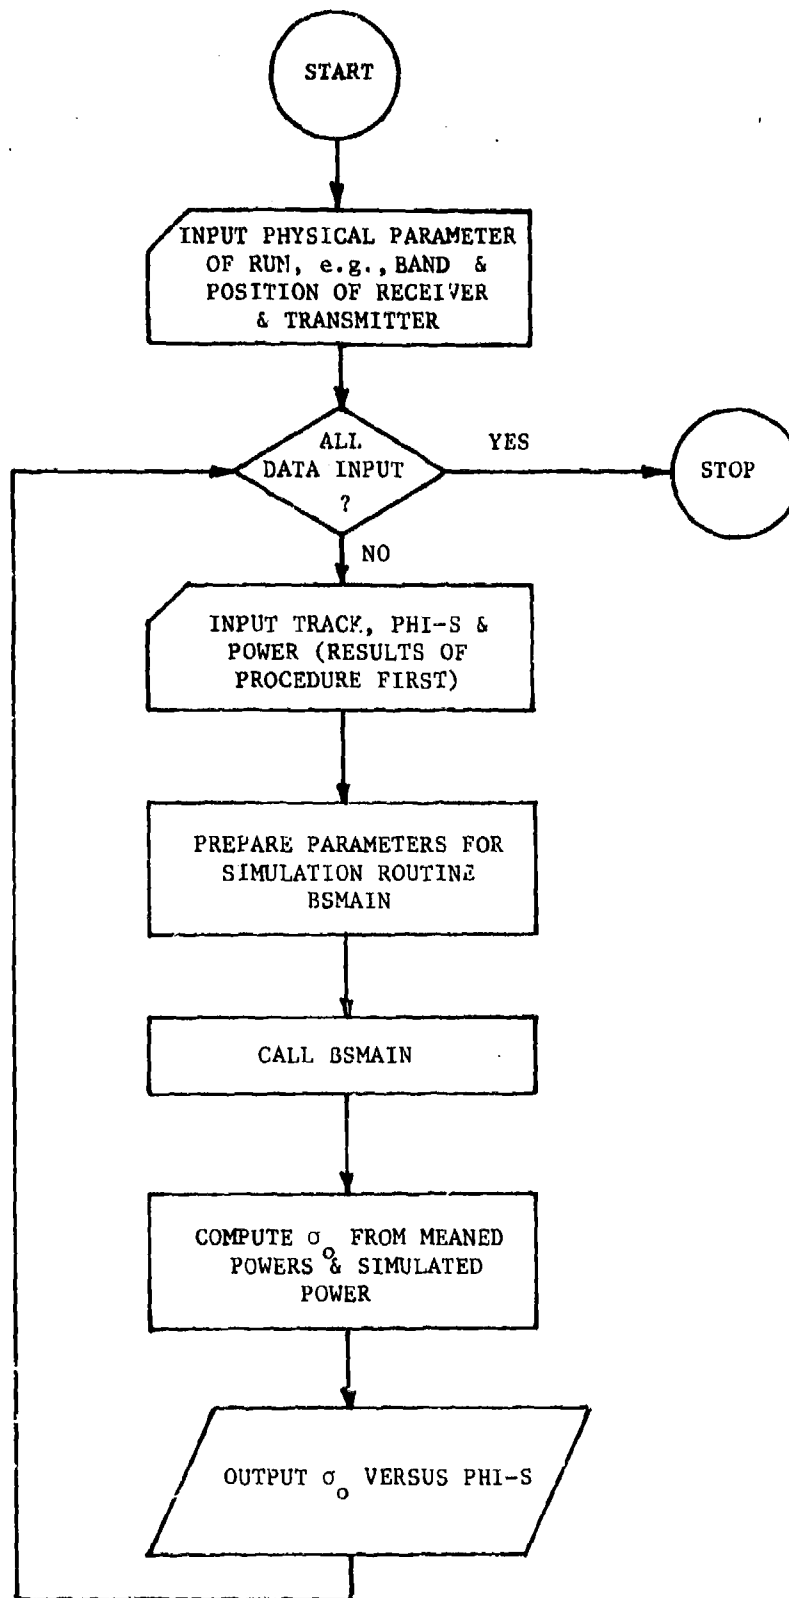 START
INPUT PHYSICAL PARAMETER
OF RUN, e.g., BAND &
POSITION OF RECEIVER
& TRANSMITTER
ALL
DATA INPUT
?
YES
STOP
NO
INPUT TRACK, PHI-S &
POWER (RESULTS OF
PROCEDURE FIRST)
PREPARE PARAMETERS FOR
SIMULATION ROUTINE
BSMAIN
CALL BSMAIN
COMPUTE σo FROM MEANED
POWERS & SIMULATED
POWER
OUTPUT σo VERSUS PHI-S